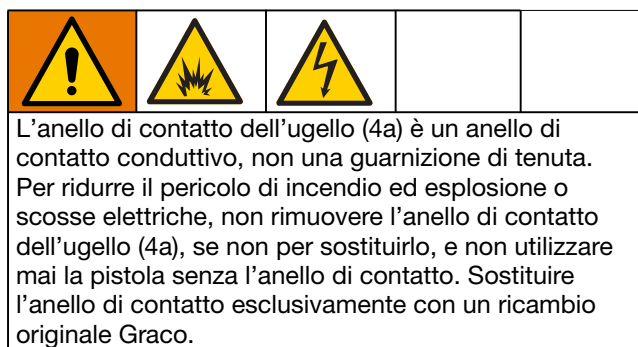 L'anello di contatto dell'ugello (4a) è un anello di
contatto conduttivo, non una guarnizione di tenuta.
Per ridurre il pericolo di incendio ed esplosione o
scosse elettriche, non rimuovere l'anello di contatto
dell'ugello (4a), se non per sostituirlo, e non utilizzare
mai la pistola senza l'anello di contatto. Sostituire
l'anello di contatto esclusivamente con un ricambio
originale Graco.